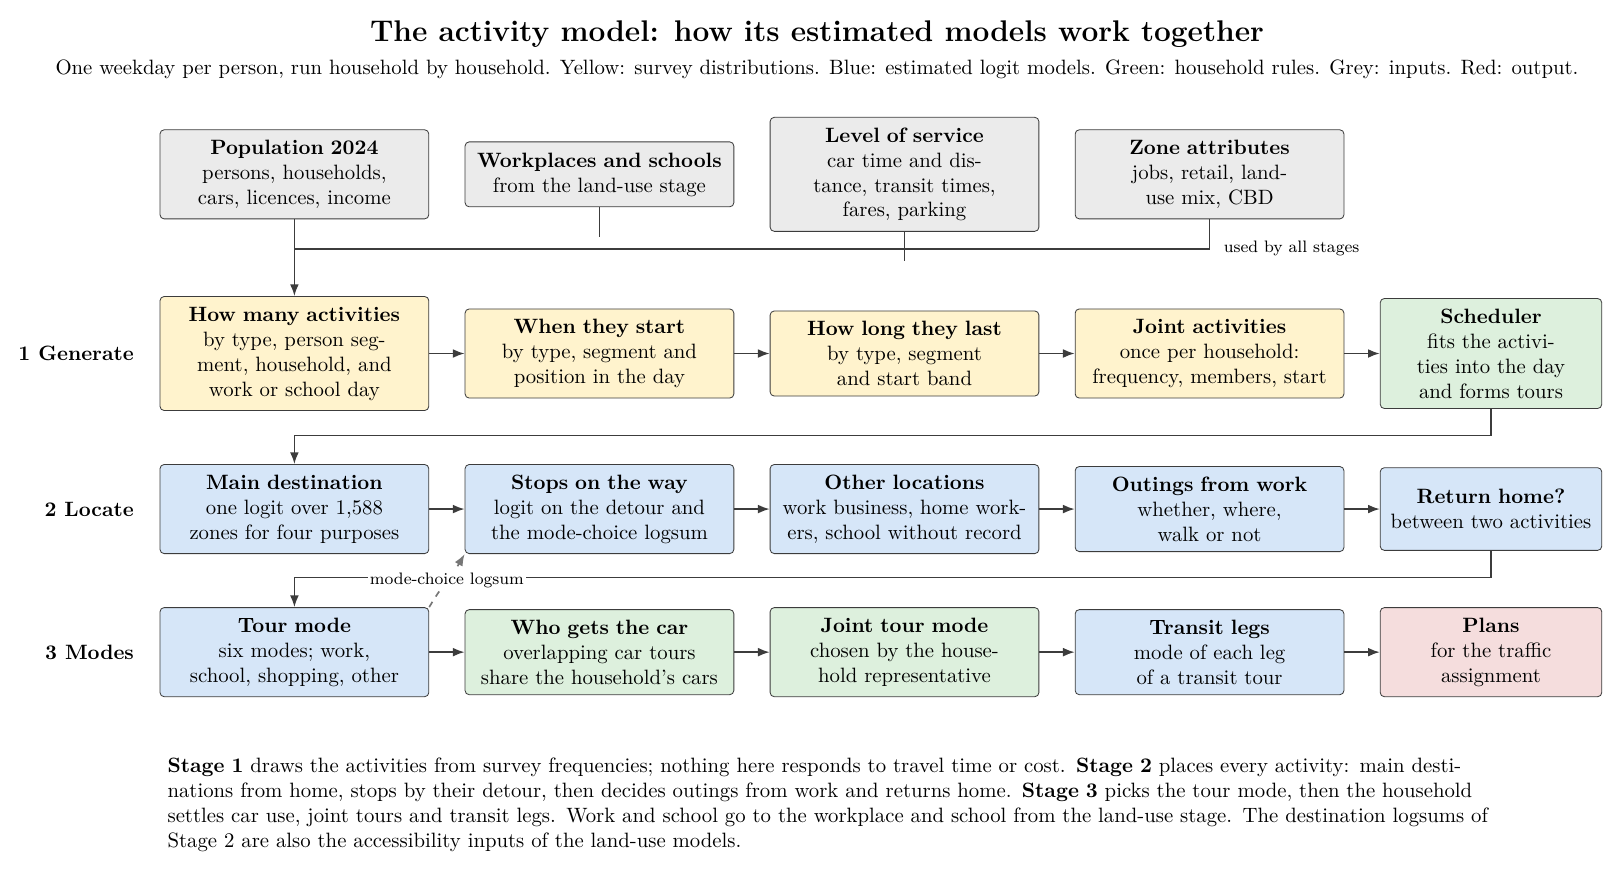 The activity model: how its estimated models work together
One weekday per person, run household by household. Yellow: survey distributions. Blue: estimated logit models. Green: household rules. Grey: inputs. Red: output.
Population 2024
persons, households,
cars, licences, income
Workplaces and schools
from the land-use stage
Level of service
car time and dis-
tance, transit times,
fares, parking
Zone attributes
jobs, retail, land-
use mix, CBD
used by all stages
1 Generate
How many activities
by type, person seg-
ment, household, and
work or school day
When they start
by type, segment and
position in the day
How long they last
by type, segment
and start band
Joint activities
once per household:
frequency, members, start
Scheduler
fits the activi-
ties into the day
and forms tours
2 Locate
Main destination
one logit over 1,588
zones for four purposes
Stops on the way
logit on the detour and
the mode-choice logsum
Other locations
work business, home work-
ers, school without record
Outings from work
whether, where,
walk or not
Return home?
between two activities
mode-choice logsum
3 Modes
Tour mode
six modes; work,
school, shopping, other
Who gets the car
overlapping car tours
share the household's cars
Joint tour mode
chosen by the house-
hold representative
Transit legs
mode of each leg
of a transit tour
Plans
for the traffic
assignment
Stage 1 draws the activities from survey frequencies; nothing here responds to travel time or cost. Stage 2 places every activity: main desti-
nations from home, stops by their detour, then decides outings from work and returns home. Stage 3 picks the tour mode, then the household
settles car use, joint tours and transit legs. Work and school go to the workplace and school from the land-use stage. The destination logsums of
Stage 2 are also the accessibility inputs of the land-use models.